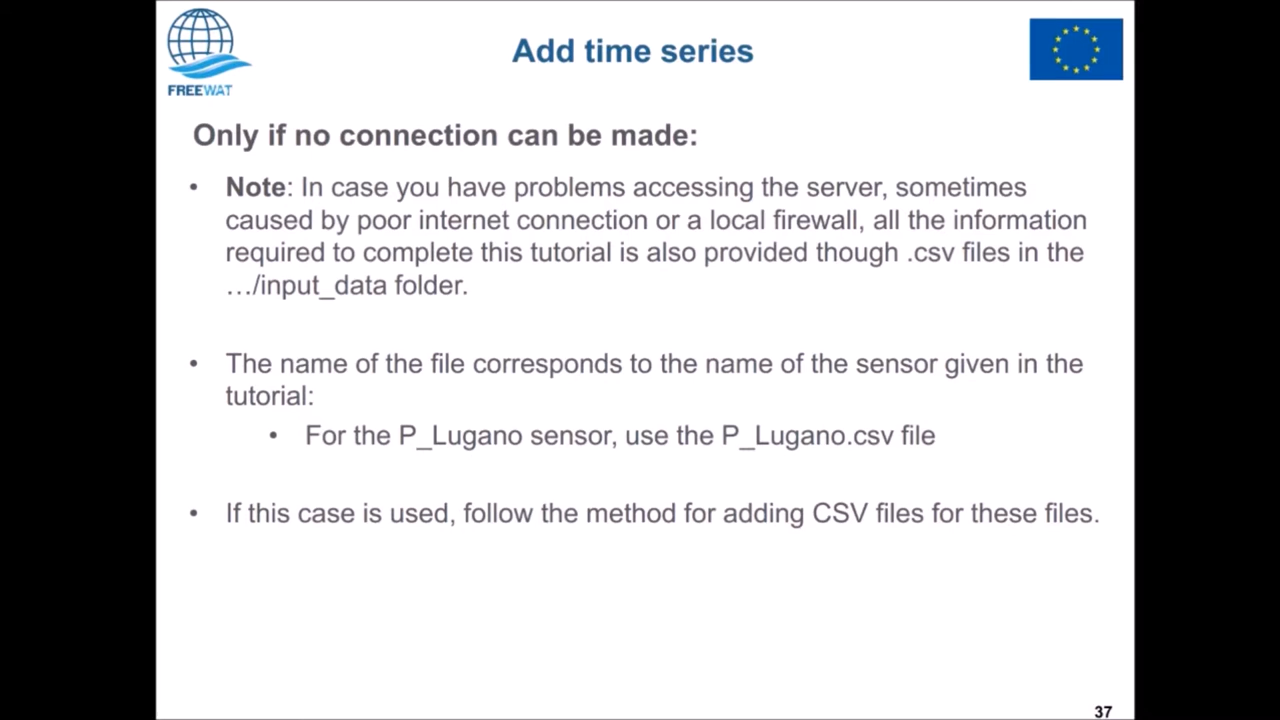 Add time series
FREEWAT
Only if no connection can be made:
• Note: In case you have problems accessing the server, sometimes
caused by poor internet connection or a local firewall, all the information
required to complete this tutorial is also provided though .csv files in the
…/input_data folder.
• The name of the file corresponds to the name of the sensor given in the
tutorial:
• For the P_Lugano sensor, use the P_Lugano.csv file
• If this case is used, follow the method for adding CSV files for these files.
37